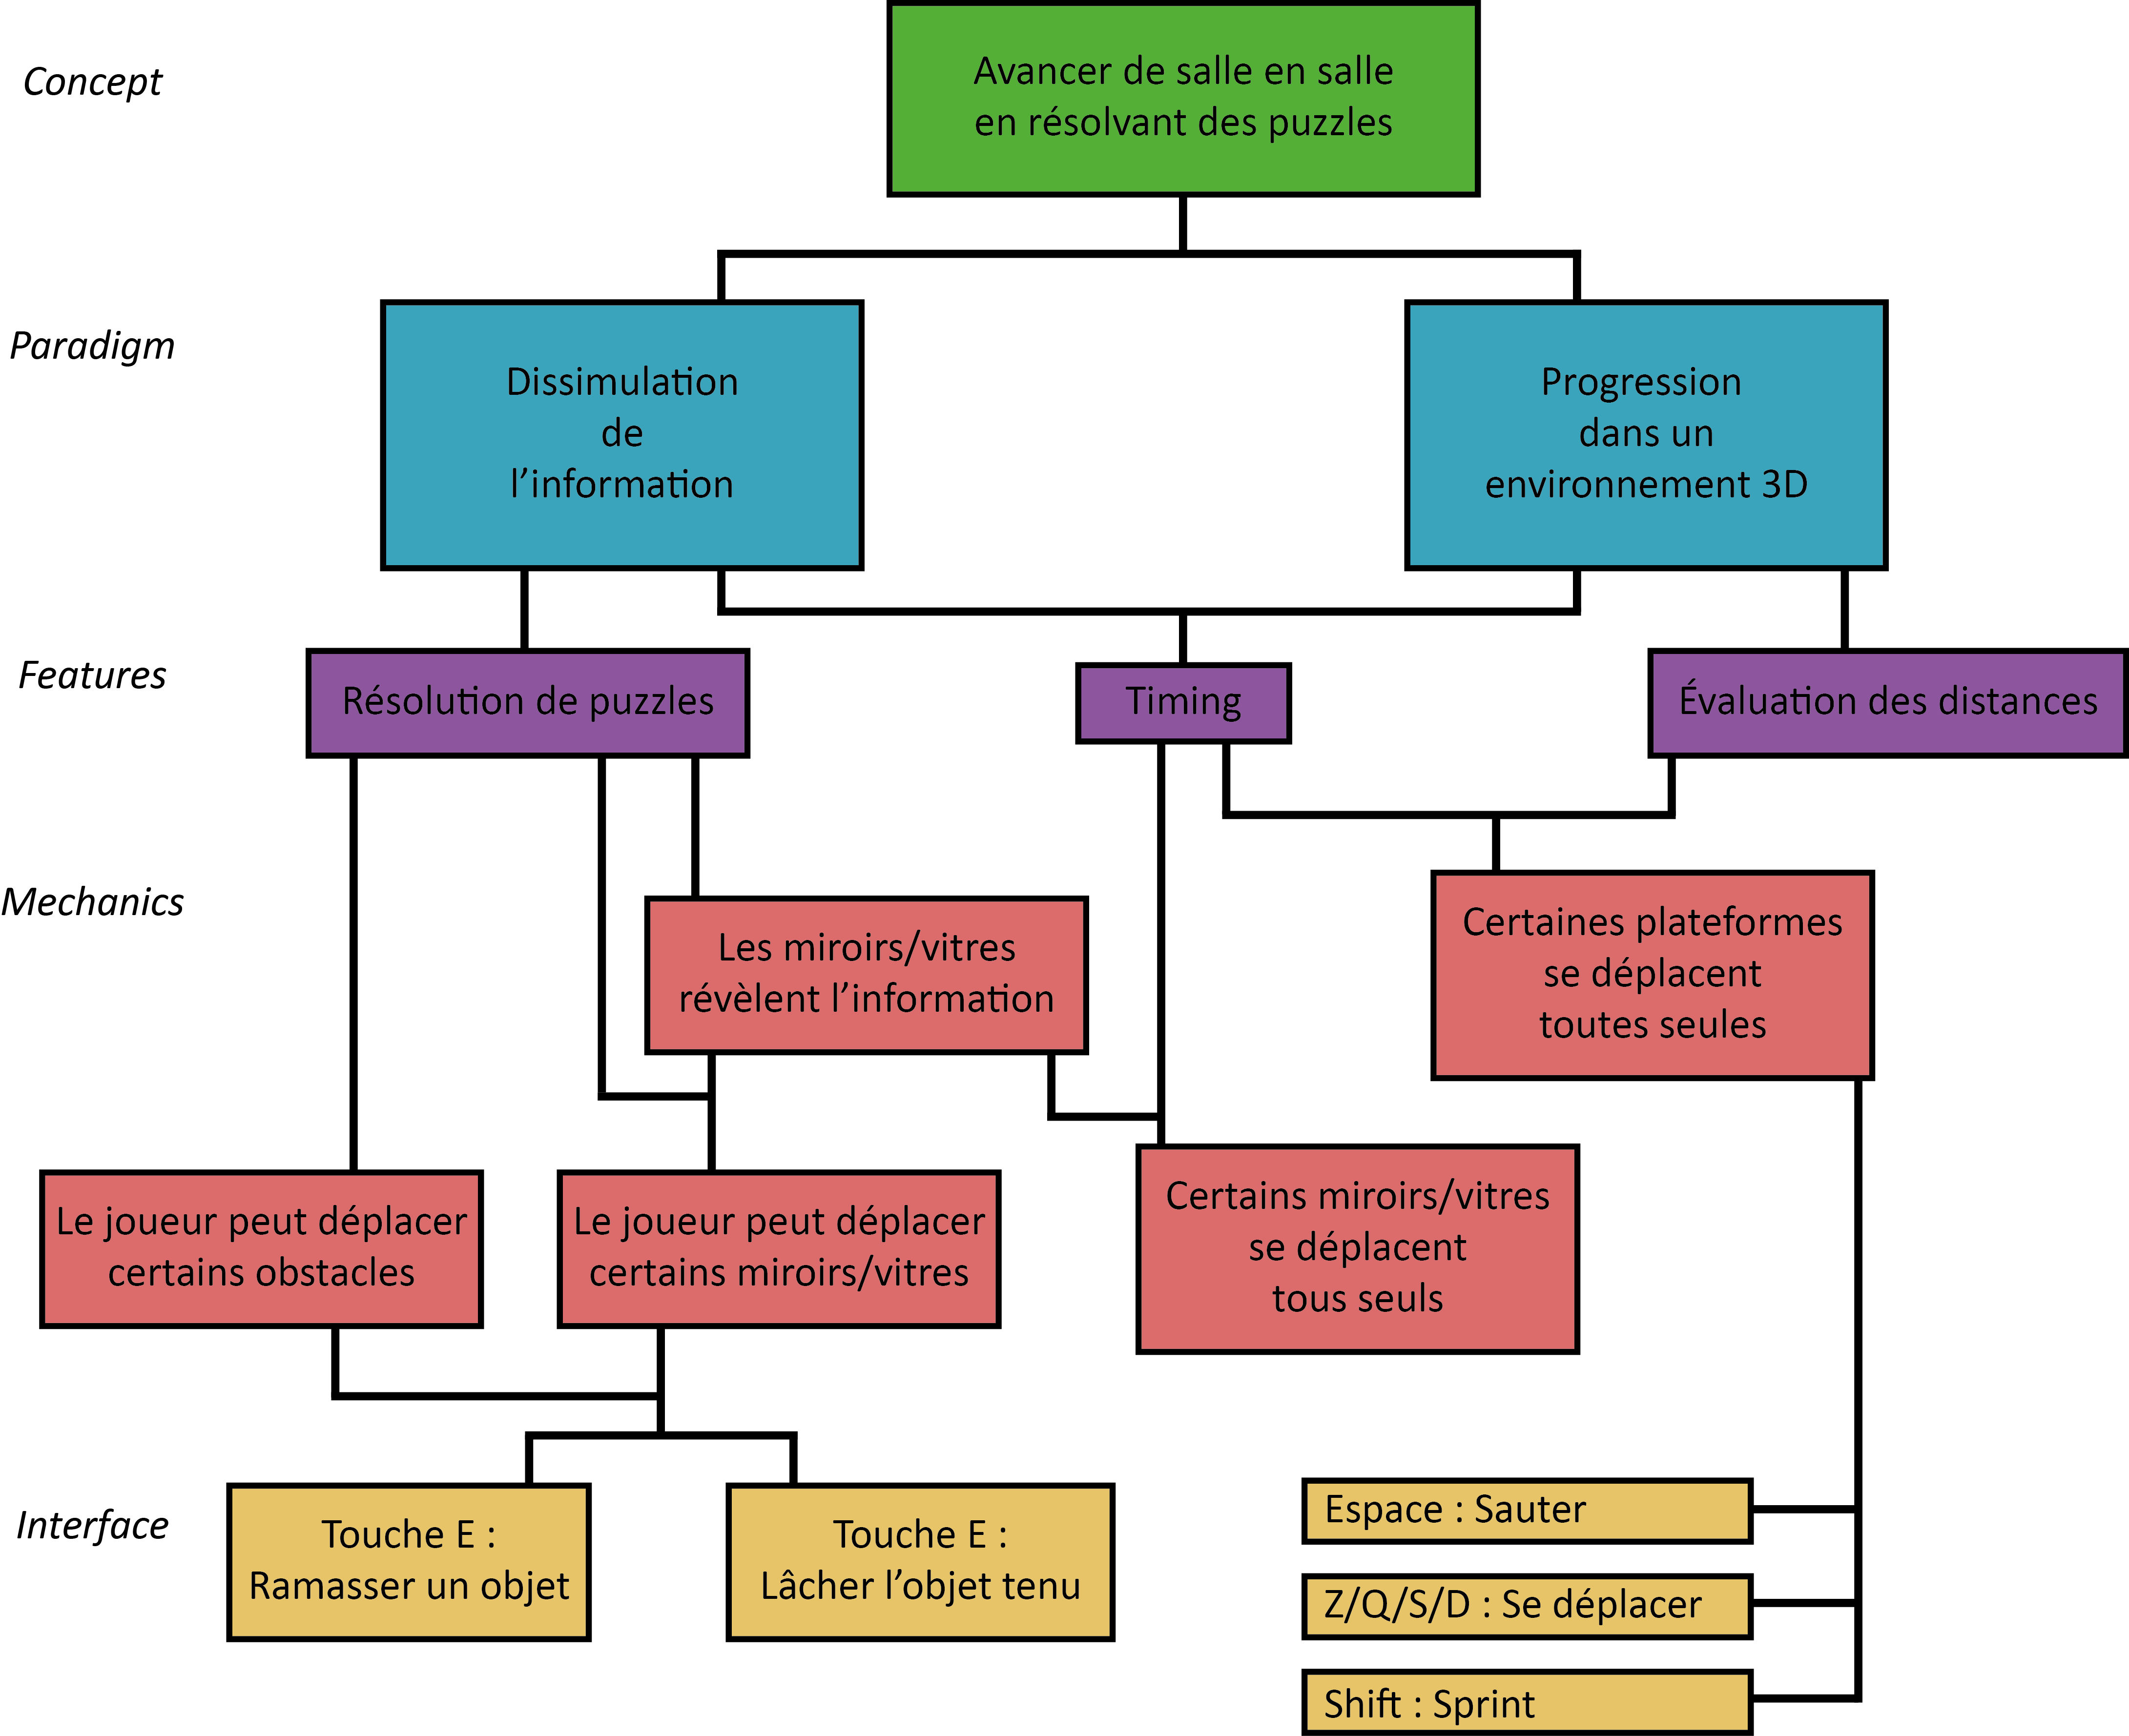 Concept
Avancer de salle en salle
en résolvant des puzzles
Paradigm
Dissimulation
de
l’information
Progression
dans un
environnement 3D
Features
Résolution de puzzles
Timing
Évaluation des distances
Mechanics
Les miroirs/vitres
révèlent l’information
Certaines plateformes
se déplacent
toutes seules
Le joueur peut déplacer
certains obstacles
Le joueur peut déplacer
certains miroirs/vitres
Certains miroirs/vitres
se déplacent
tous seuls
Interface
Touche E :
Ramasser un objet
Touche E :
Lâcher l’objet tenu
Espace : Sauter
Z/Q/S/D : Se déplacer
Shift : Sprint